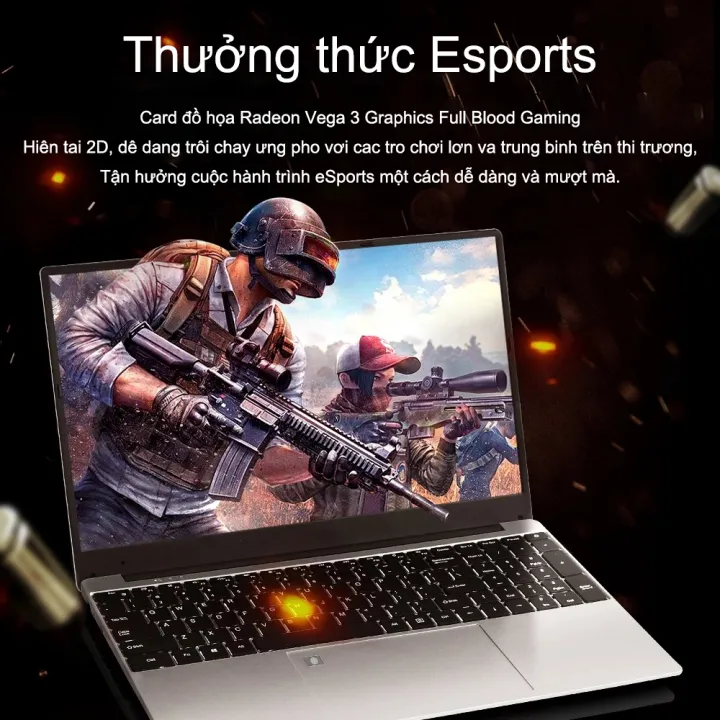 Thưởng thức Esports
Card đồ họa Radeon Vega 3 Graphics Full Blood Gaming
Hiên tai 2D, dê dang trôi chay ưng pho vơi cac tro chơi lơn va trung binh trên thi trương,
Tận hưởng cuộc hành trình eSports một cách dễ dàng và mượt mà.